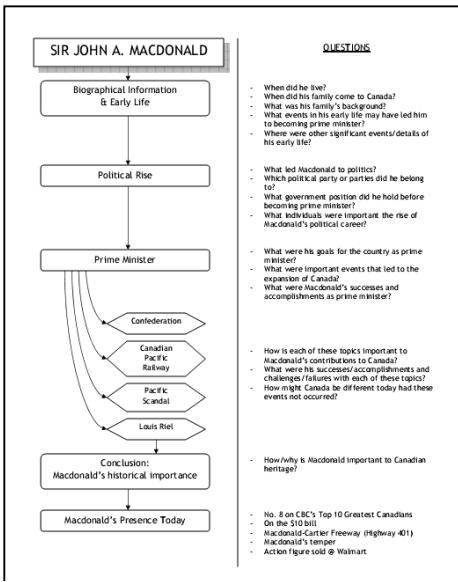 SIR JOHN A. MACDONALD
Biographical Information
& Early Life
Political Rise
Prime Minister
Confederation
Canadian
Pacific
Railway
Pacific
Scandal
Louis Riel
Conclusion:
Macdonald's historical importance
Macdonald's Presence Today
QUESTIONS
- When did he live?
- When did his family come to Canada?
- What was his family's background?
- What events in his early life may have led him
to becoming prime minister?
- Where were other significant events/details of
his early life?
- What led Macdonald to politics?
- Which political party or parties did he belong
to?
- What government position did he hold before
becoming prime minister?
- What individuals were important the rise of
Macdonald's political career?
- What were his goals for the country as prime
minister?
- What were important events that led to the
expansion of Canada?
- What were Macdonald's successes and
accomplishments as prime minister?
- How is each of these topics important to
Macdonald's contributions to Canada?
- What were his successes/accomplishments and
challenges/failures with each of these topics?
- How might Canada be different today had these
events not occurred?
- How/why is Macdonald important to Canadian
heritage?
- No. 8 on CBC's Top 10 Greatest Canadians
- On the $10 bill
- Macdonald-Cartier Freeway (Highway 401)
- Macdonald's temper
- Action figure sold @ Walmart